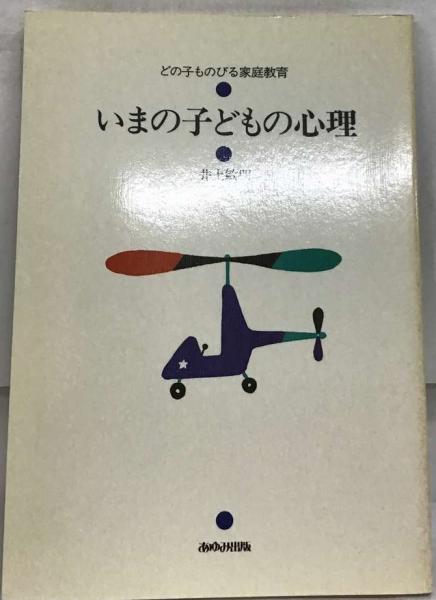 どの子ものびる家庭教育
いまの子どもの心理
あゆみ出版